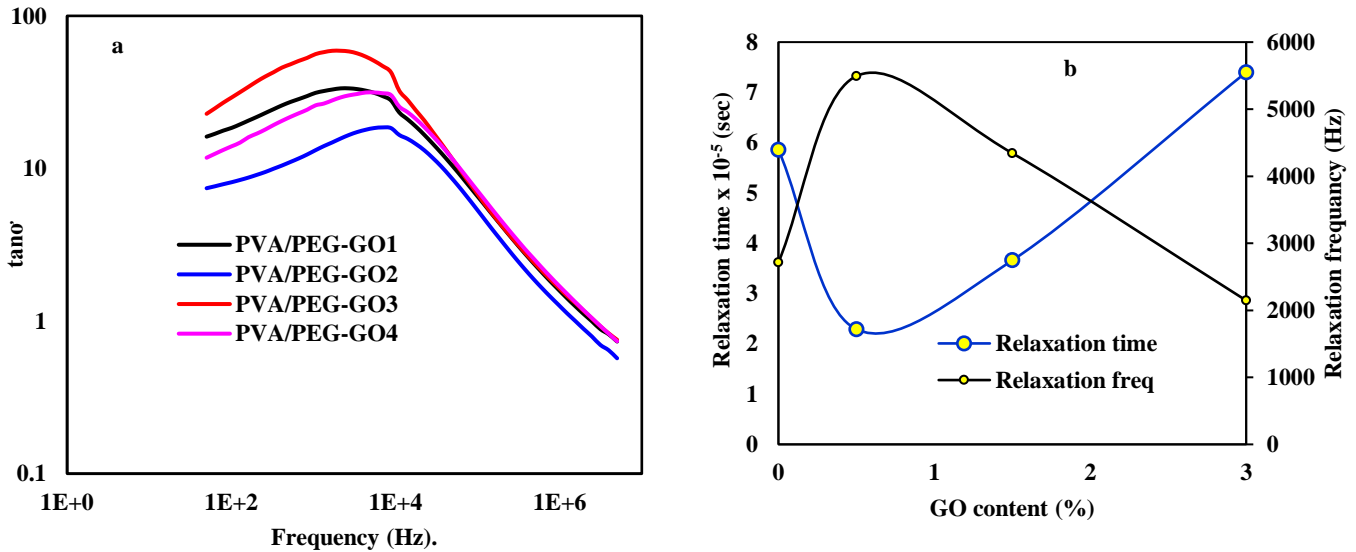 a
100
10
1
0.1
tanσ
PVA/PEG-GO1
PVA/PEG-GO2
PVA/PEG-GO3
PVA/PEG-GO4
1E+0
1E+2
1E+4
1E+6
Frequency (Hz).
b
8
7
6
5
4
3
2
1
0
Relaxation time x 10⁻⁵ (sec)
6000
5000
4000
3000
2000
1000
0
Relaxation frequancy (Hz)
Relaxation time
Relaxation freq
0
1
2
3
GO content (%)